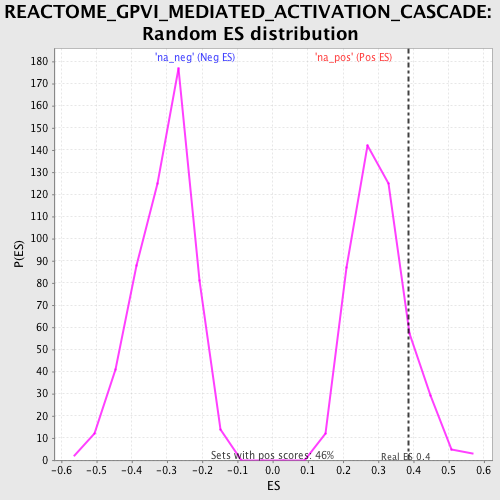 REACTOME_GPVI_MEDIATED_ACTIVATION_CASCADE:
Random ES distribution
'na_neg' (Neg ES)
'na_pos' (Pos ES)
180
170
160
150
140
130
120
110
100
90
80
70
60
50
40
30
20
10
0
P(ES)
Sets with pos scores: 46%
Real ES 0.4
-0.6 -0.5 -0.4 -0.3 -0.2 -0.1 0.0 0.1 0.2 0.3 0.4 0.5 0.6
ES